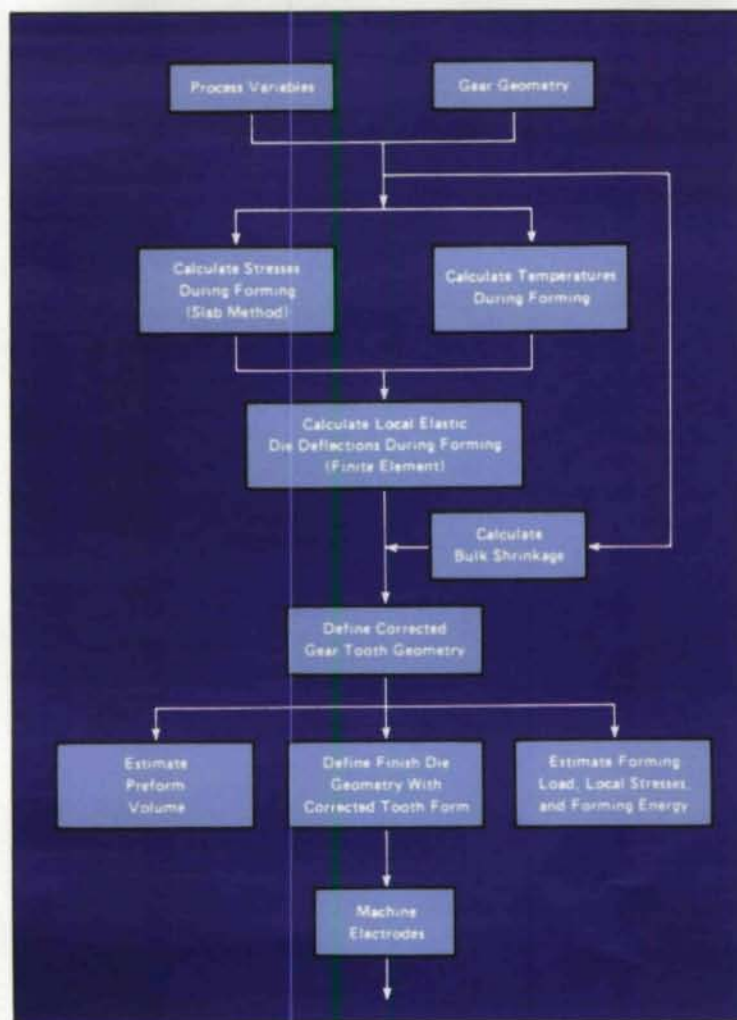 Process Variables
Gear Geometry
Calculate Stresses
During Forming
(Slab Method)
Calculate Temperatures
During Forming
Calculate Local Elastic
Die Deflections During Forming
(Finite Element)
Calculate
Bulk Shrinkage
Define Corrected
Gear Tooth Geometry
Estimate
Preform
Volume
Define Finish Die
Geometry With
Corrected Tooth Form
Estimate Forming
Load, Local Stresses,
and Forming Energy
Machine
Electrodes